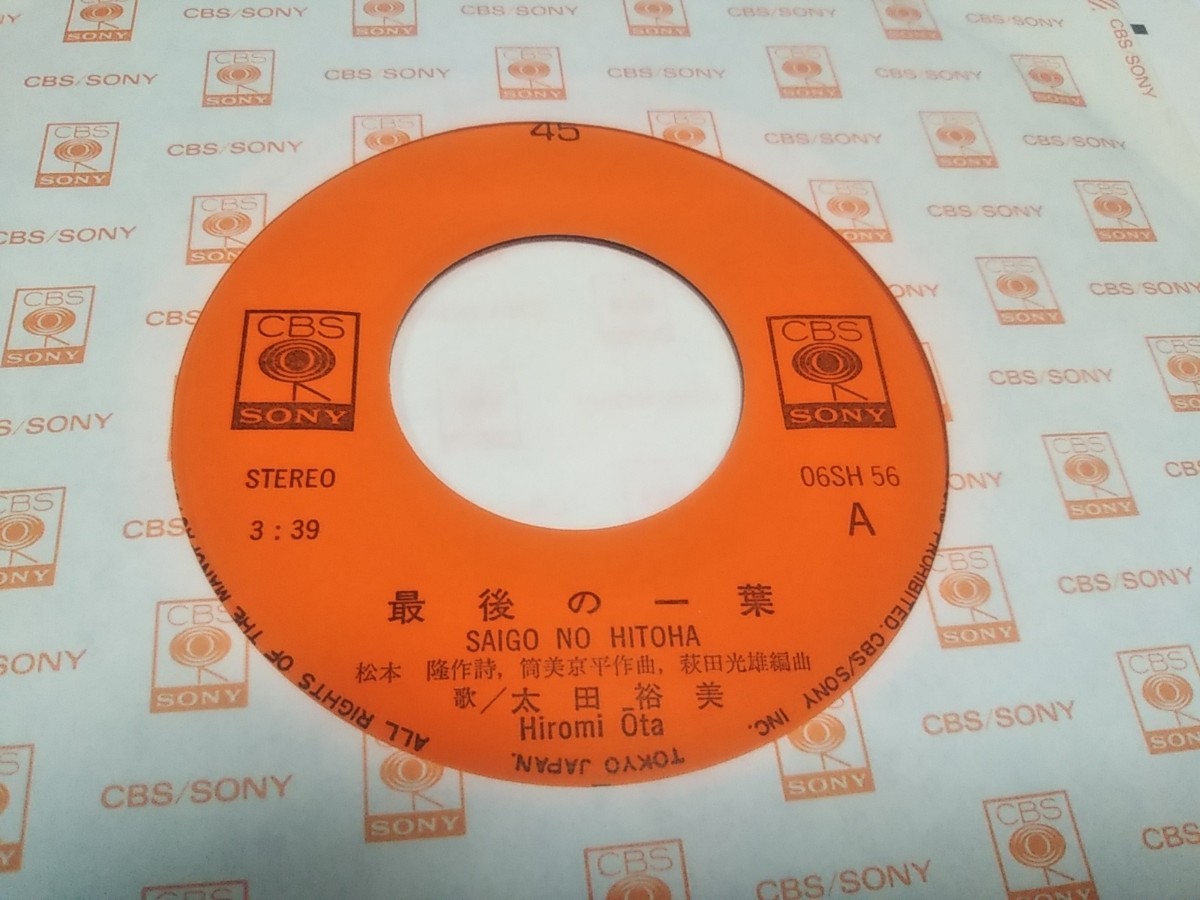 45
CBS
SONY
CBS
SONY
STEREO
06SH 56
3:39
A
最後の一葉
SAIGO NO HITOHA
松本 隆作詩, 筒美京平作曲, 萩田光雄編曲
歌/太田裕美
Hiromi Ōta
ALL RIGHTS OF THE
PROHIBITED. CBS/SONY INC.
TOKYO JAPAN.
CBS/SONY
CBS
SONY